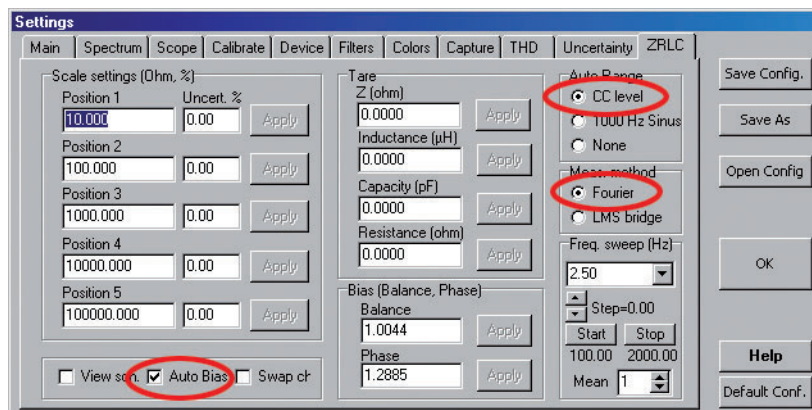 Settings
Main Spectrum Scope Calibrate Device Filters Colors Capture THD Uncertainty ZRLC
Scale settings (Ohm, %)
Position 1 Uncert. %
10.000 0.00 Apply
Position 2
100.000 0.00 Apply
Position 3
1000.000 0.00 Apply
Position 4
10000.000 0.00 Apply
Position 5
100000.000 0.00 Apply
View scn. Auto Bias Swap ch
Tare
Z (ohm)
0.0000 Apply
Inductance (µH)
0.0000 Apply
Capacity (pF)
0.0000 Apply
Resistance (ohm)
0.0000 Apply
Bias (Balance, Phase)
Balance
1.0044 Apply
Phase
1.2885 Apply
Auto Range
CC level
1000 Hz Sinus
None
Meas. method
Fourier
LMS bridge
Freq. sweep (Hz)
2.50
Step=0.00
Start Stop
100.00 2000.00
Mean 1
Save Config.
Save As
Open Config
OK
Help
Default Conf.